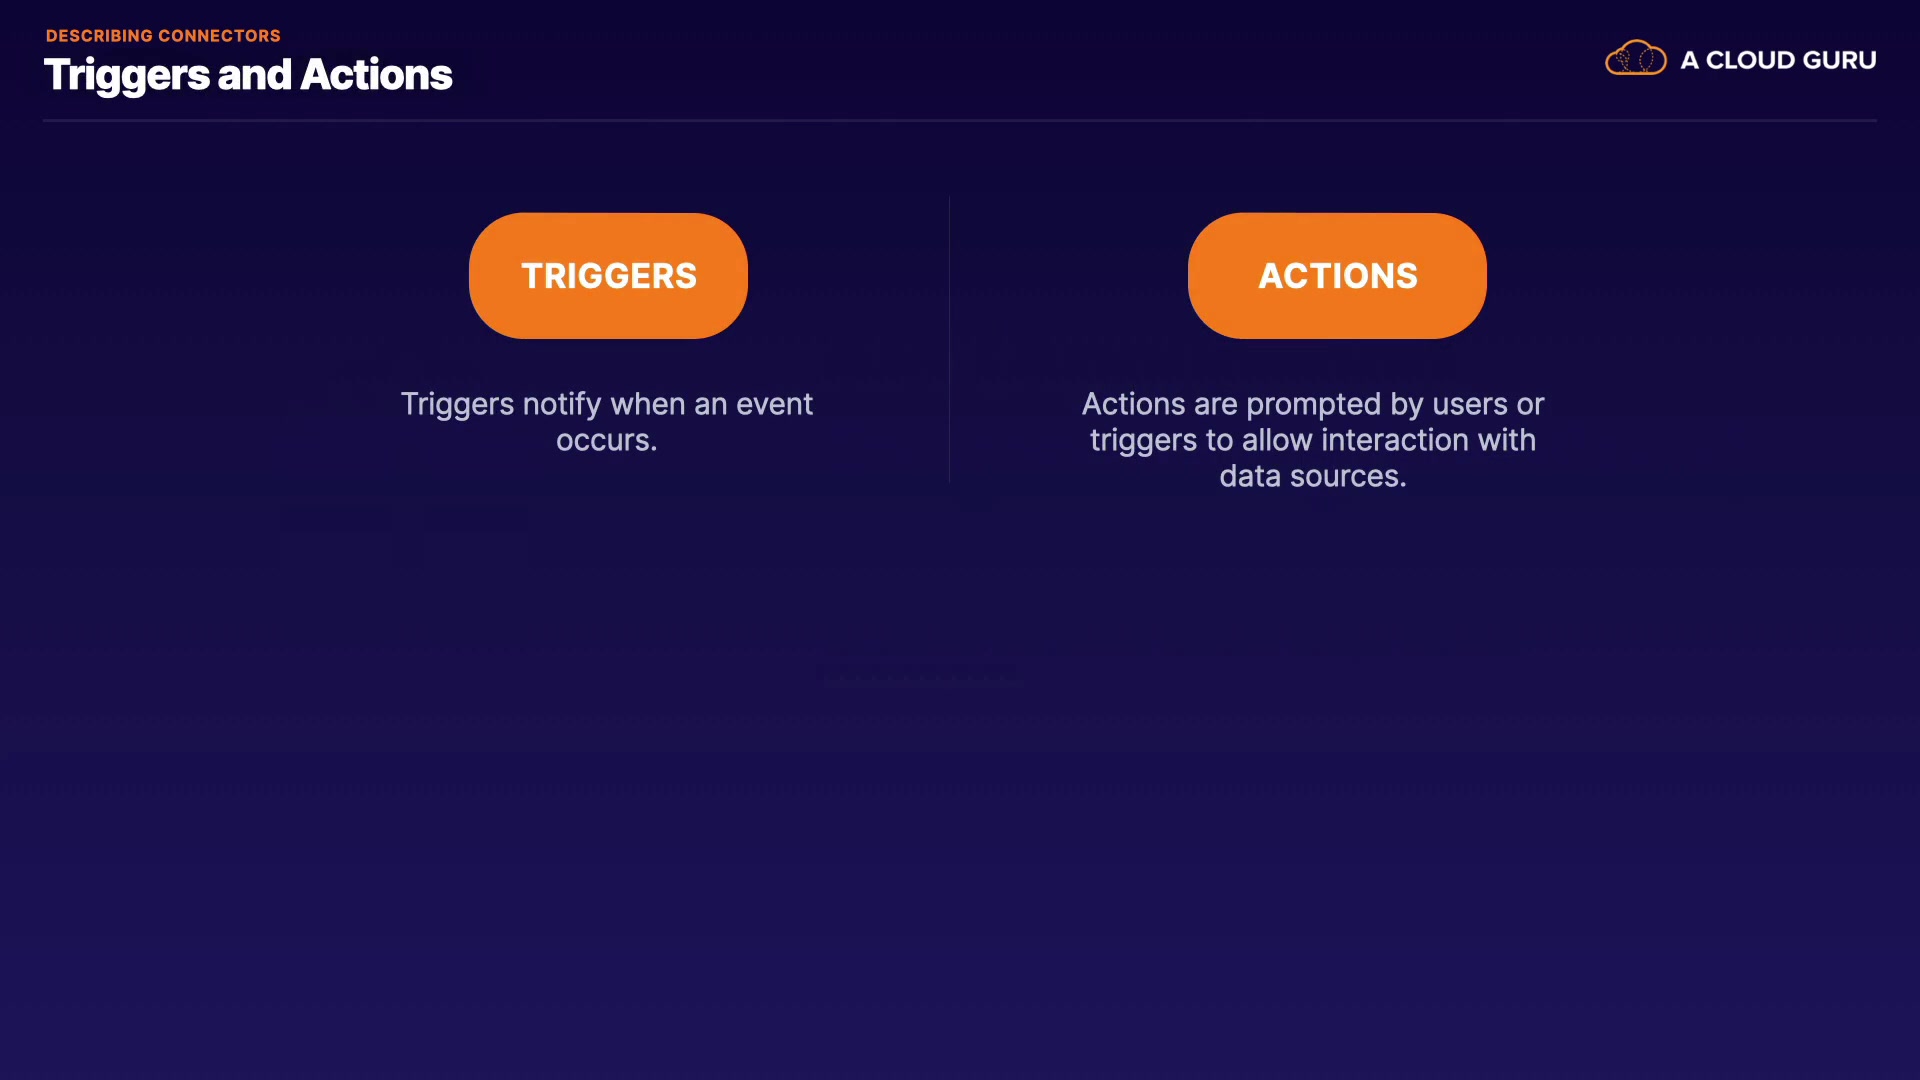 DESCRIBING CONNECTORS
Triggers and Actions
A CLOUD GURU
TRIGGERS
Triggers notify when an event
occurs.
ACTIONS
Actions are prompted by users or
triggers to allow interaction with
data sources.